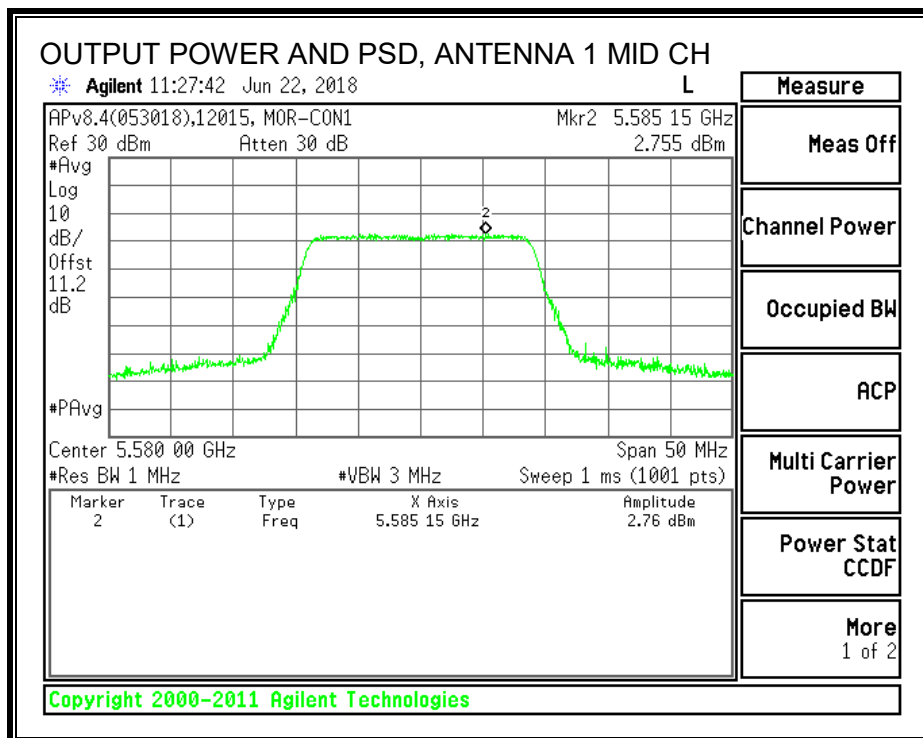 OUTPUT POWER AND PSD, ANTENNA 1 MID CH
Agilent 11:27:42 Jun 22, 2018 L
APv8.4(053018),12015, MOR-CON1 Mkr2 5.585 15 GHz
Ref 30 dBm Atten 30 dB 2.755 dBm
#Avg
Log
10
dB/
Offst
11.2
dB
#PAvg
2
Center 5.580 00 GHz Span 50 MHz
#Res BW 1 MHz #VBW 3 MHz Sweep 1 ms (1001 pts)
Marker Trace Type X Axis Amplitude
2 (1) Freq 5.585 15 GHz 2.76 dBm
Measure
Meas Off
Channel Power
Occupied BW
ACP
Multi Carrier
Power
Power Stat
CCDF
More
1 of 2
Copyright 2000-2011 Agilent Technologies